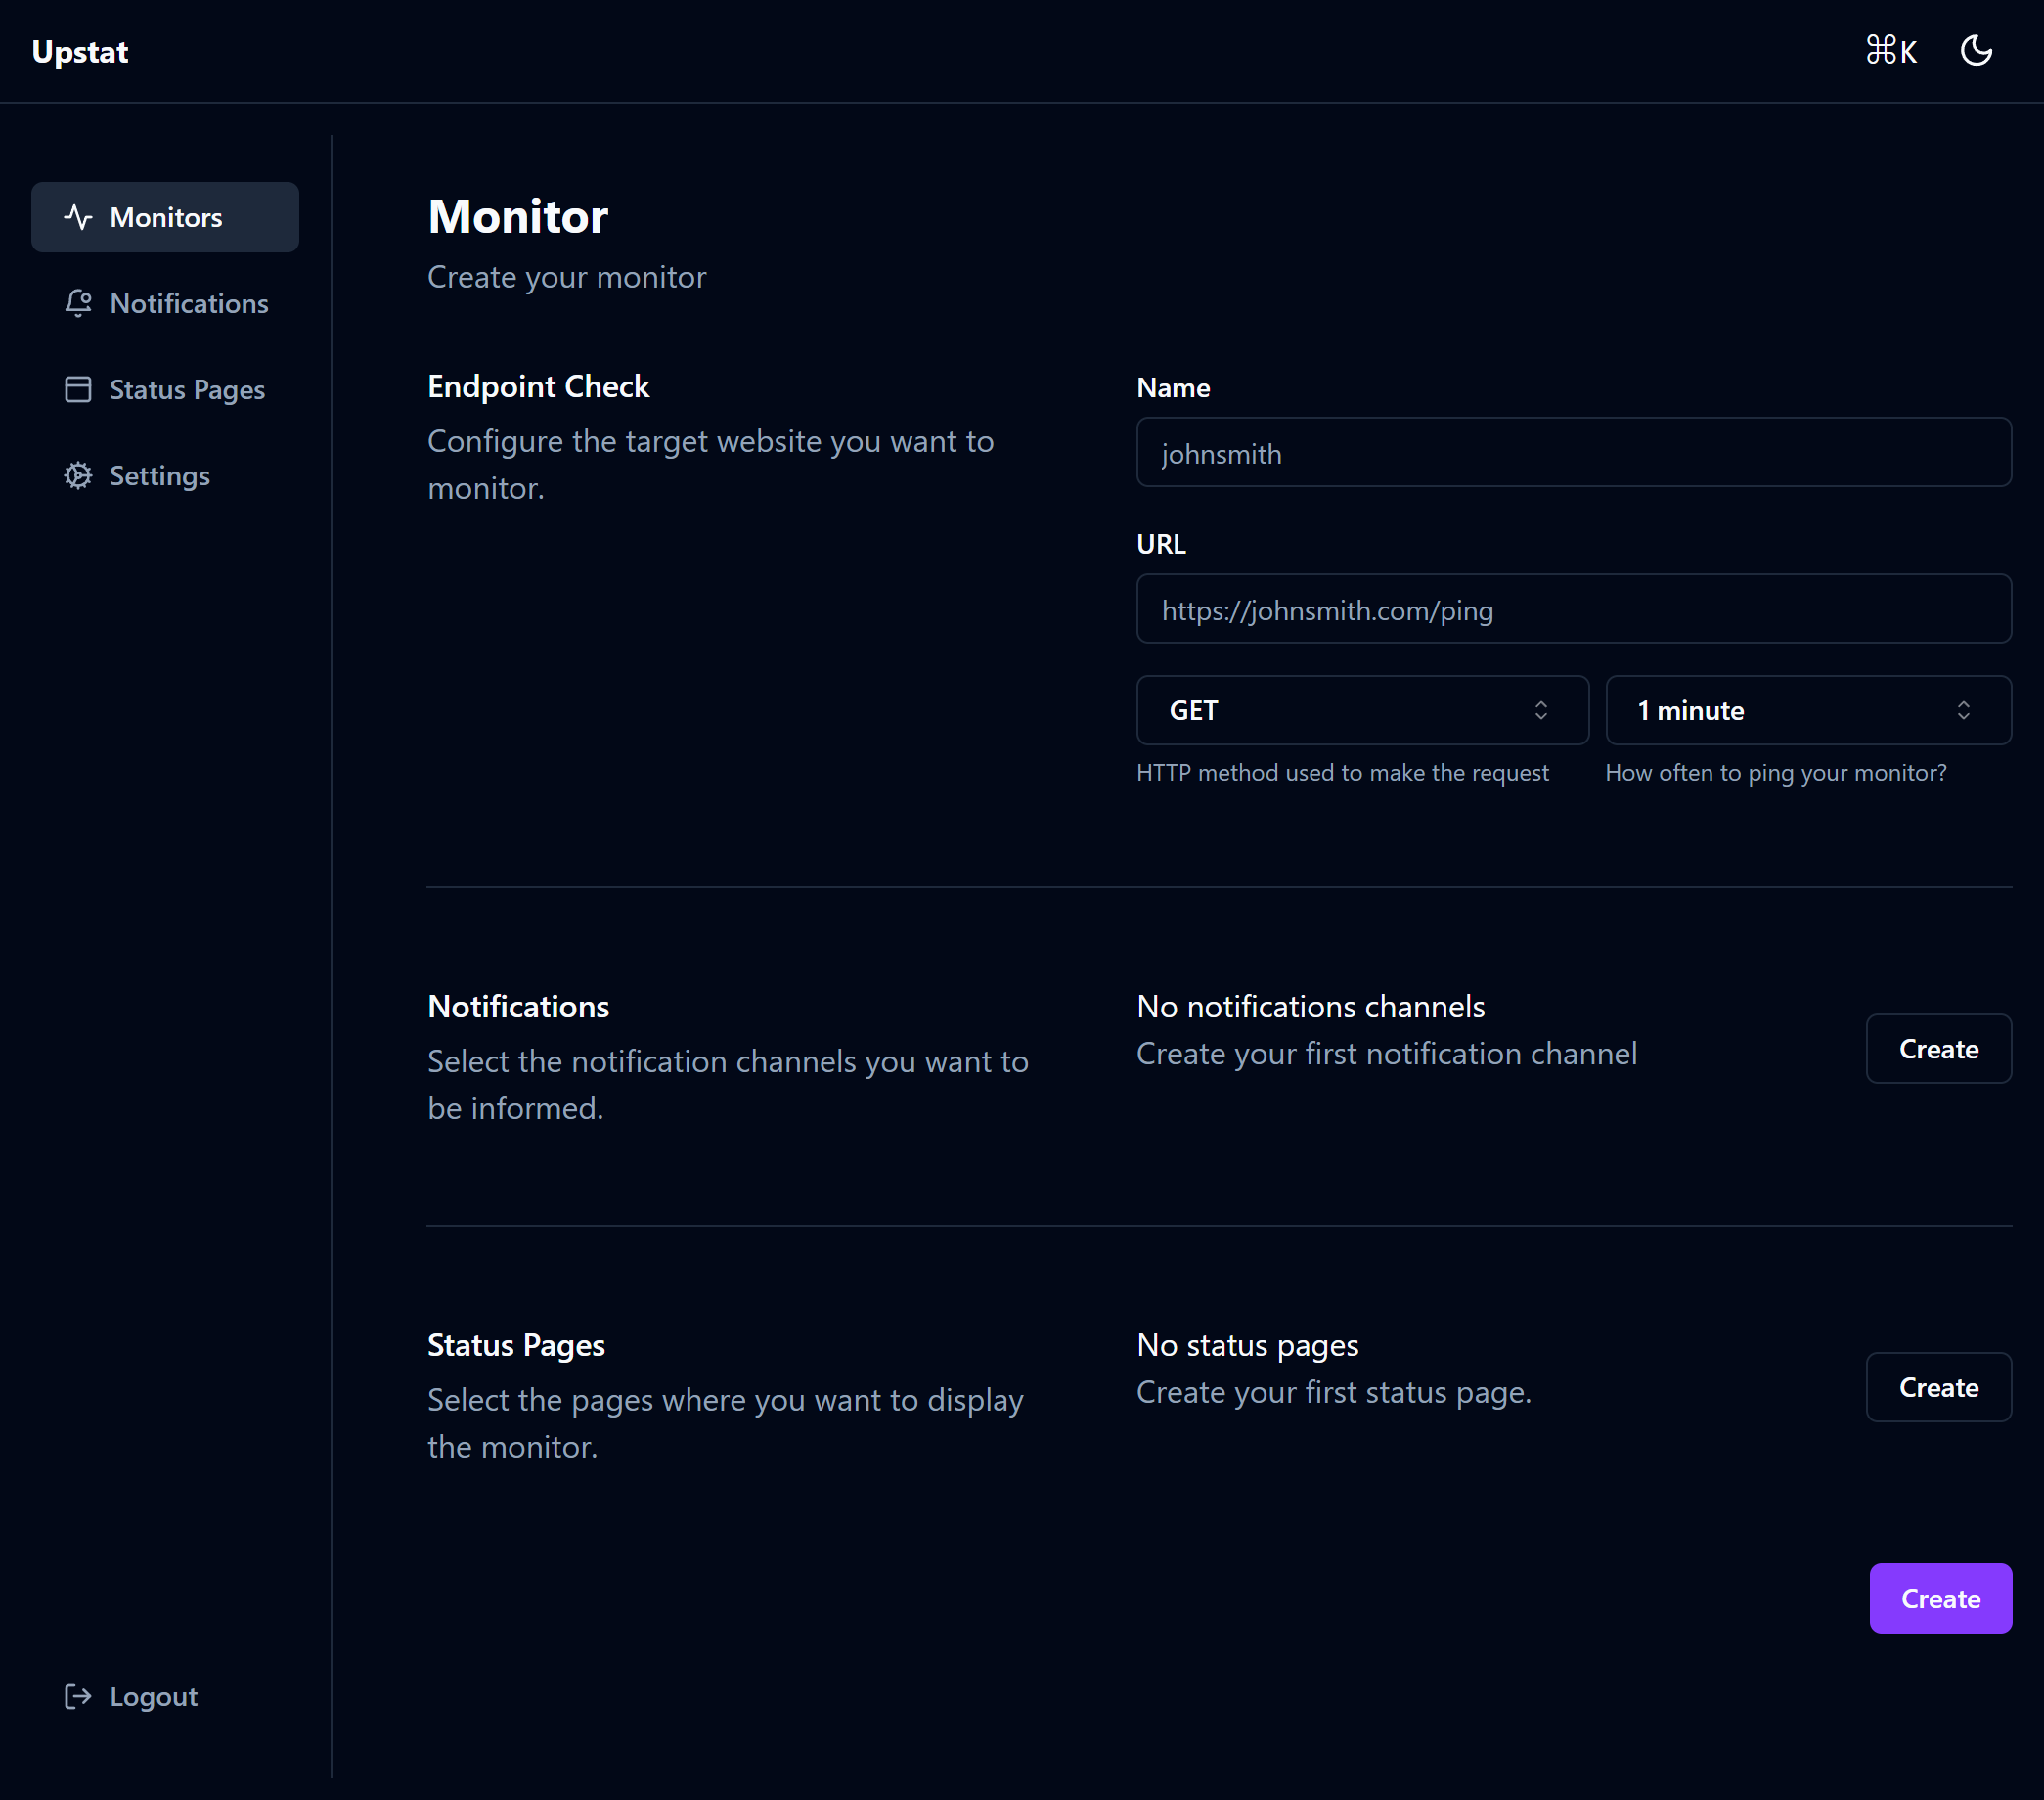 Upstat
⌘K
Monitors
Notifications
Status Pages
Settings
Logout
Monitor
Create your monitor
Endpoint Check
Configure the target website you want to
monitor.
Name
johnsmith
URL
https://johnsmith.com/ping
GET
1 minute
HTTP method used to make the request
How often to ping your monitor?
Notifications
Select the notification channels you want to
be informed.
No notifications channels
Create your first notification channel
Create
Status Pages
Select the pages where you want to display
the monitor.
No status pages
Create your first status page.
Create
Create